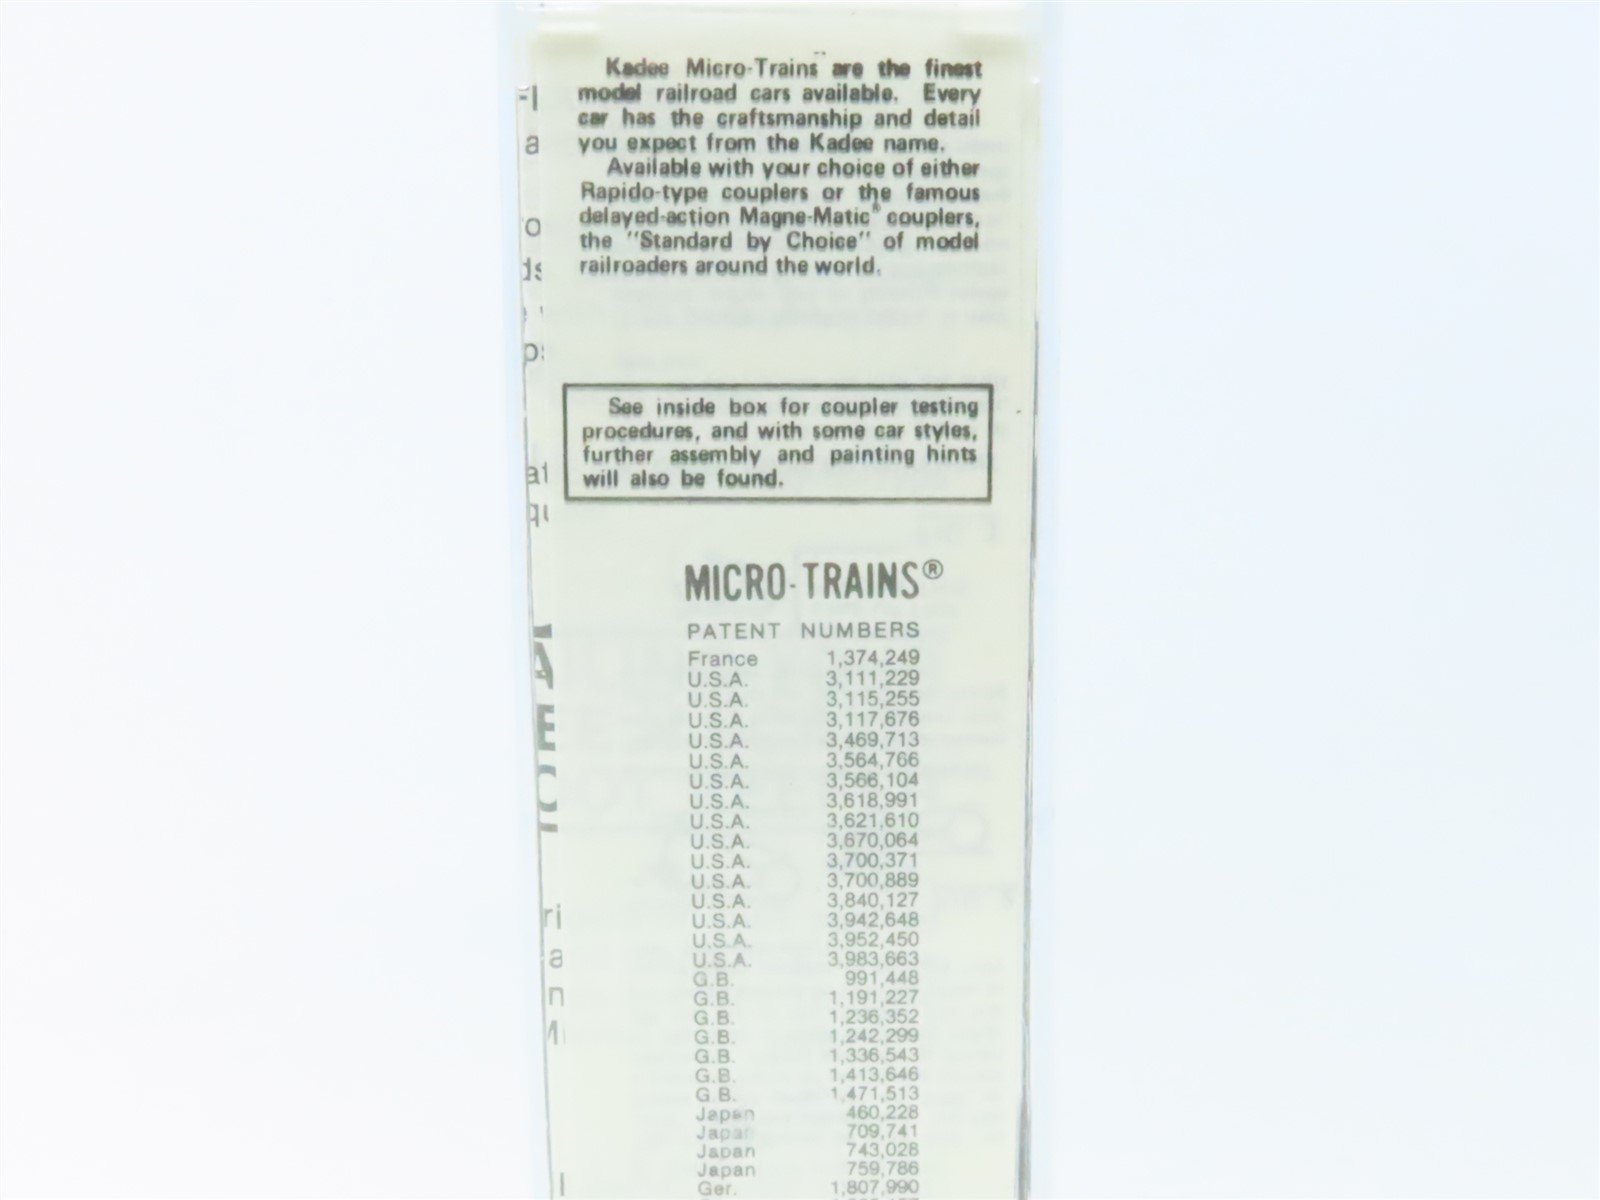 Kadee Micro-Trains are the finest
model railroad cars available. Every
car has the craftsmanship and detail
you expect from the Kadee name.
Available with your choice of either
Rapido-type couplers or the famous
delayed-action Magne-Matic® couplers,
the "Standard by Choice" of model
railroaders around the world.
See inside box for coupler testing
procedures, and with some car styles,
further assembly and painting hints
will also be found.
MICRO-TRAINS®
PATENT NUMBERS
France 1,374,249
U.S.A. 3,111,229
U.S.A. 3,115,255
U.S.A. 3,117,676
U.S.A. 3,469,713
U.S.A. 3,564,766
U.S.A. 3,566,104
U.S.A. 3,618,991
U.S.A. 3,621,610
U.S.A. 3,670,064
U.S.A. 3,700,371
U.S.A. 3,700,889
U.S.A. 3,840,127
U.S.A. 3,942,648
U.S.A. 3,952,450
U.S.A. 3,983,663
G.B. 991,448
G.B. 1,191,227
G.B. 1,236,352
G.B. 1,242,299
G.B. 1,336,543
G.B. 1,413,646
G.B. 1,471,513
Japan 460,228
Japan 709,741
Japan 743,028
Japan 759,786
Ger. 1,807,990